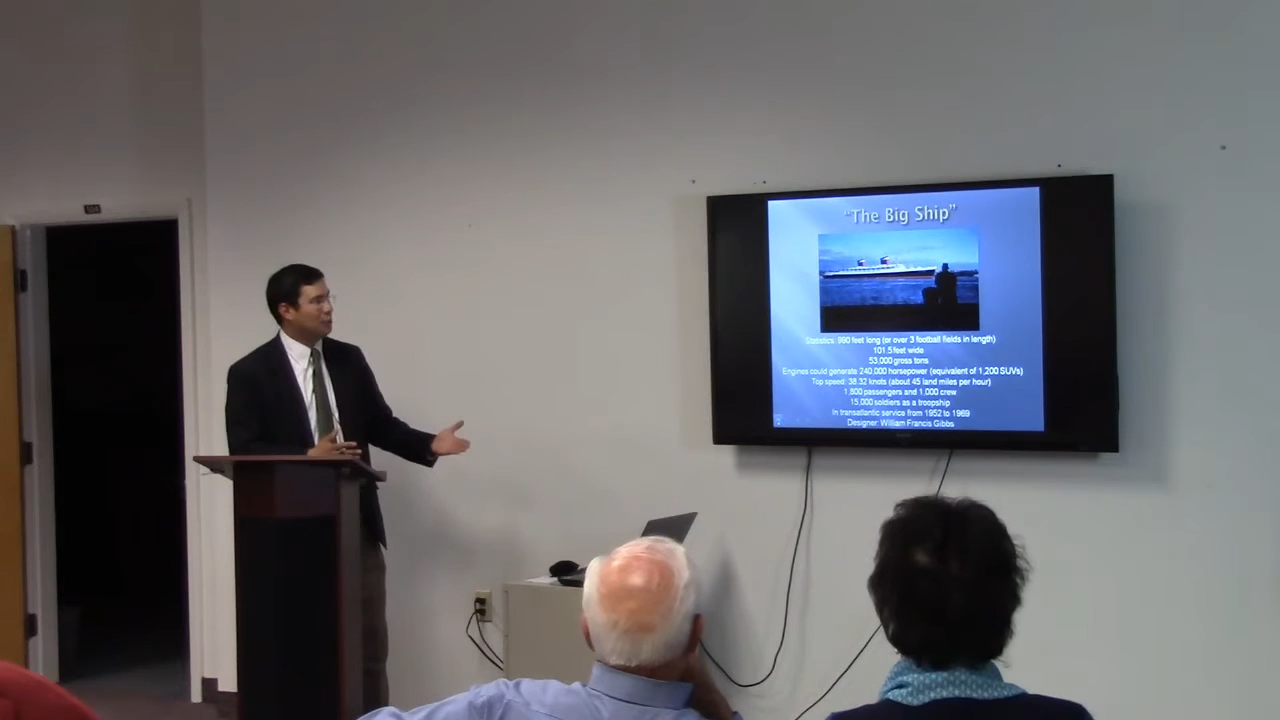 “The Big Ship”
Statistics: 990 feet long (or over 3 football fields in length)
101.5 feet wide
53,000 gross tons
Engines could generate 240,000 horsepower (equivalent of 1,200 SUVs)
Top speed: 38.32 knots (about 45 land miles per hour)
1,800 passengers and 1,000 crew
15,000 soldiers as a troopship
In transatlantic service from 1952 to 1969
Designer: William Francis Gibbs